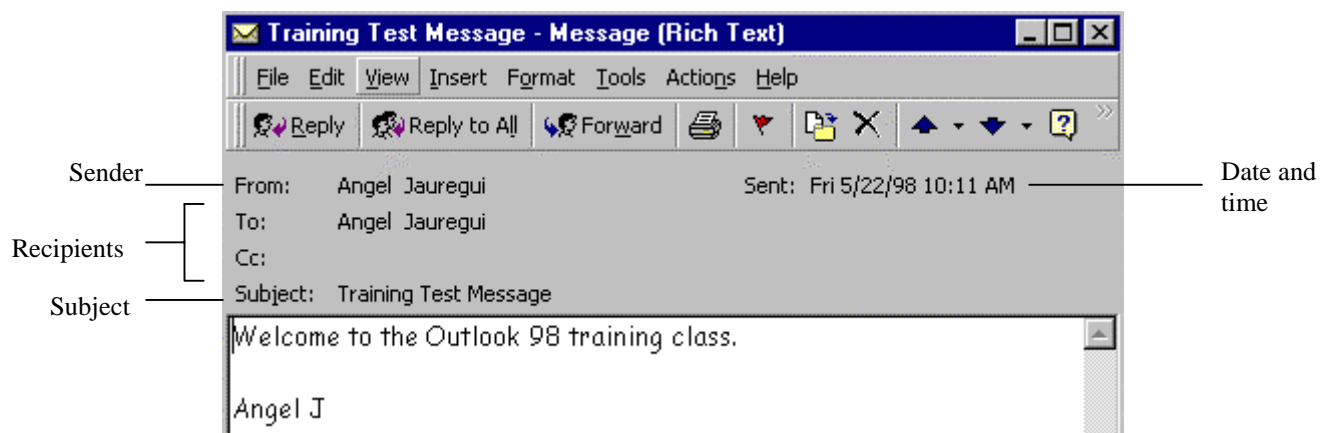 Training Test Message - Message (Rich Text)
File Edit View Insert Format Tools Actions Help
Reply Reply to All Forward
Sender
From: Angel Jauregui Sent: Fri 5/22/98 10:11 AM
Date and
time
Recipients
To: Angel Jauregui
Cc:
Subject
Subject: Training Test Message
Welcome to the Outlook 98 training class.
Angel J